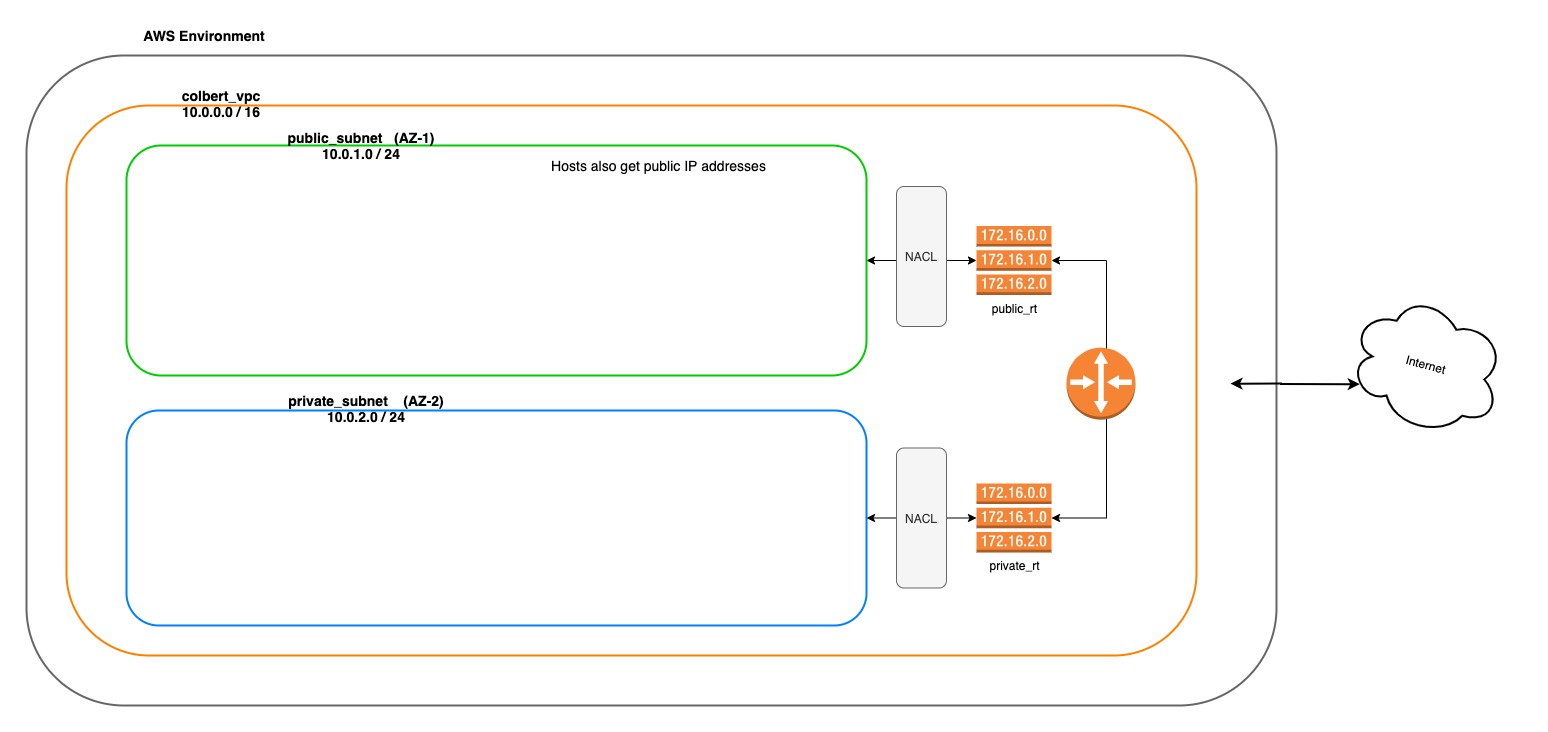 AWS Environment
colbert_vpc
10.0.0.0 / 16
public_subnet (AZ-1)
10.0.1.0 / 24
Hosts also get public IP addresses
NACL
172.16.0.0
172.16.1.0
172.16.2.0
public_rt
Internet
private_subnet (AZ-2)
10.0.2.0 / 24
NACL
172.16.0.0
172.16.1.0
172.16.2.0
private_rt